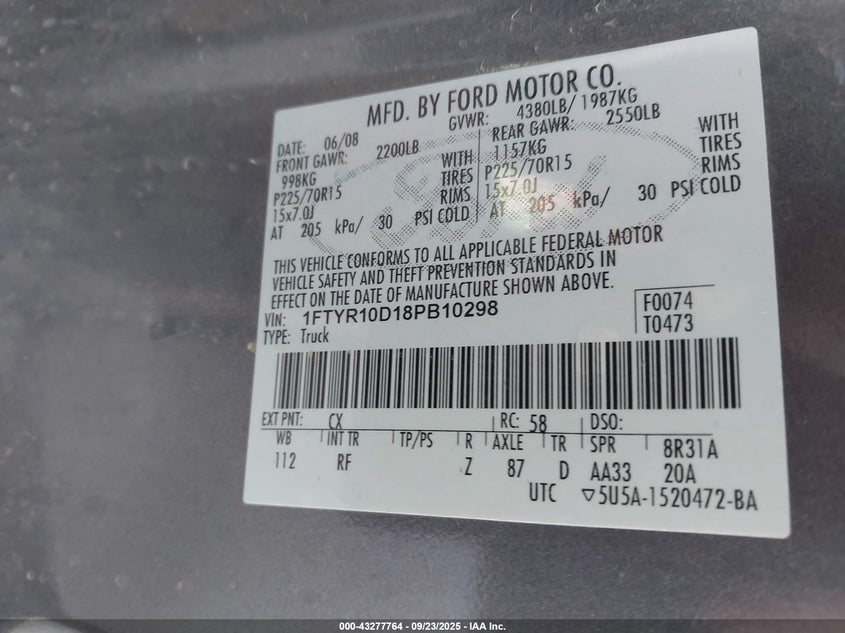 MFD. BY FORD MOTOR CO.
DATE: 06/08 GVWR: 4380LB/ 1987KG
FRONT GAWR: 2200LB REAR GAWR: 2550LB
998KG WITH 1157KG WITH
P225/70R15 TIRES P225/70R15 TIRES
15x7.0J RIMS 15x7.0J RIMS
AT 205 kPa/ 30 PSI COLD AT 205 kPa/ 30 PSI COLD
THIS VEHICLE CONFORMS TO ALL APPLICABLE FEDERAL MOTOR
VEHICLE SAFETY AND THEFT PREVENTION STANDARDS IN
EFFECT ON THE DATE OF MANUFACTURE SHOWN ABOVE.
VIN: 1FTYR10D18PB10298 F0074
TYPE: Truck T0473
EXT PNT: CX RC: 58 DSO:
WB INT TR TP/PS R AXLE TR SPR 8R31A
112 RF Z 87 D AA33 20A
UTC ▽5U5A-1520472-BA
000-43277764 - 09/23/2025 - IAA Inc.